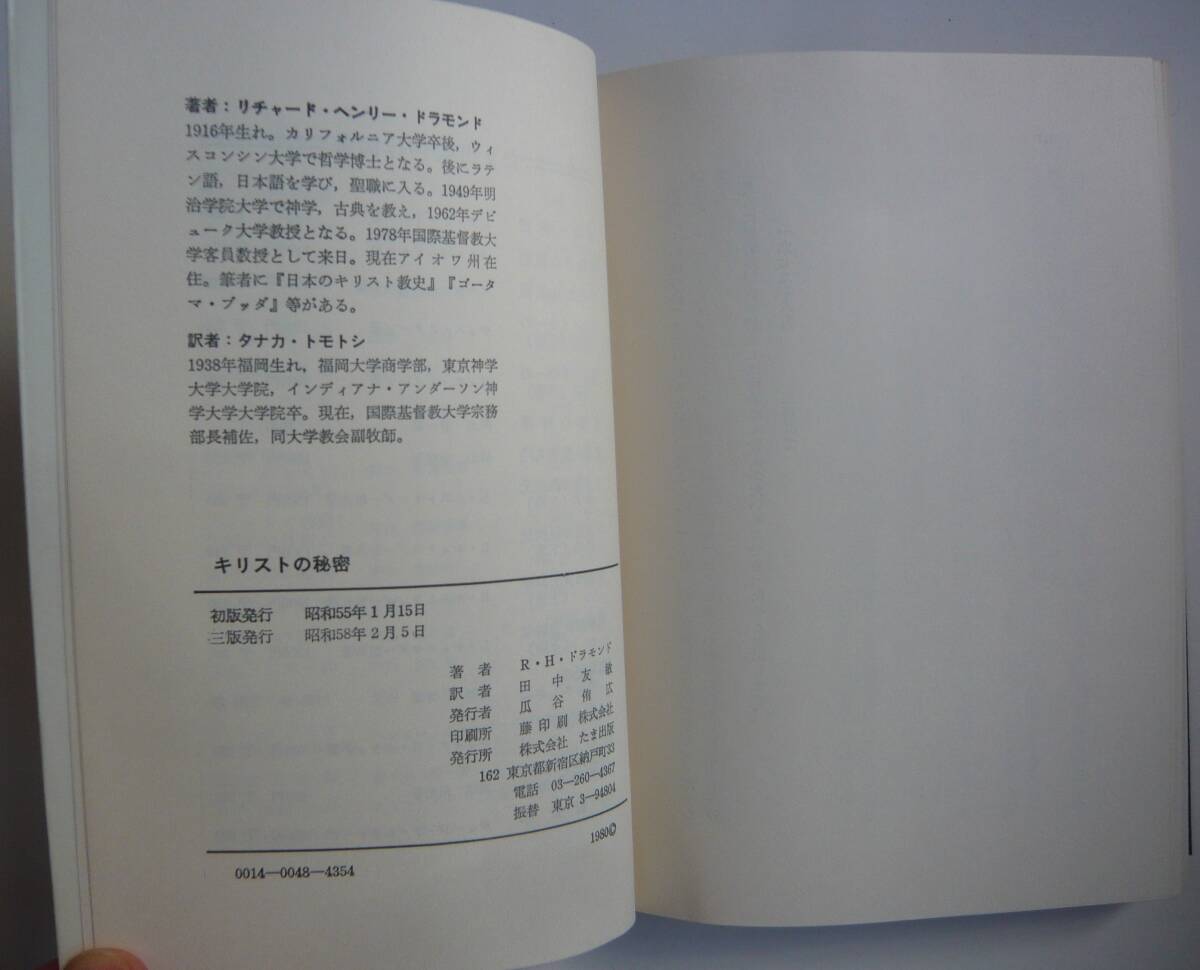 著者：リチャード・ヘンリー・ドラモンド
1916年生れ。カリフォルニア大学卒後，ウィ
スコンシン大学で哲学博士となる。後にラテ
ン語，日本語を学び，聖職に入る。1949年明
治学院大学で神学，古典を教え，1962年デビ
ューク大学教授となる。1978年国際基督教大
学客員数授として来日。現在アイオワ州在
住。筆者に『日本のキリスト教史』『ゴータ
マ・ブッダ』等がある。
訳者：タナカ・トモトシ
1938年福岡生れ，福岡大学商学部，東京神学
大学大学院，インディアナ・アンダーソン神
学大学大学院卒。現在，国際基督教大学宗務
部長補佐，同大学教会副牧師。
キリストの秘密
初版発行　昭和55年1月15日
三版発行　昭和58年2月5日
著者　R・H・ドラモンド
訳者　田中友敏
発行者　瓜谷侑広
印刷所　藤印刷株式会社
発行所　株式会社 たま出版
162 東京都新宿区納戸町33
電話 03―260―4367
振替 東京 3―94804
1980©
0014―0048―4354